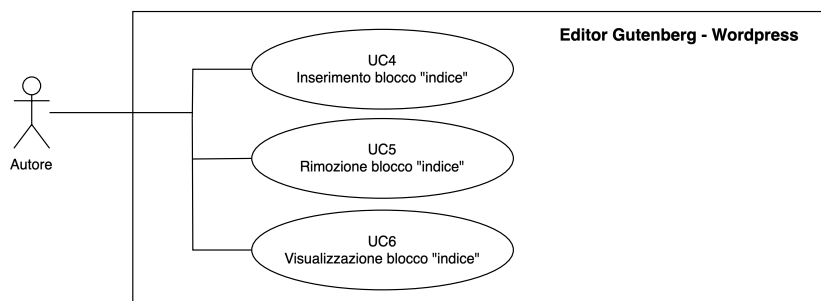 Editor Gutenberg - Wordpress
UC4
Inserimento blocco "indice"
Autore
UC5
Rimozione blocco "indice"
UC6
Visualizzazione blocco "indice"